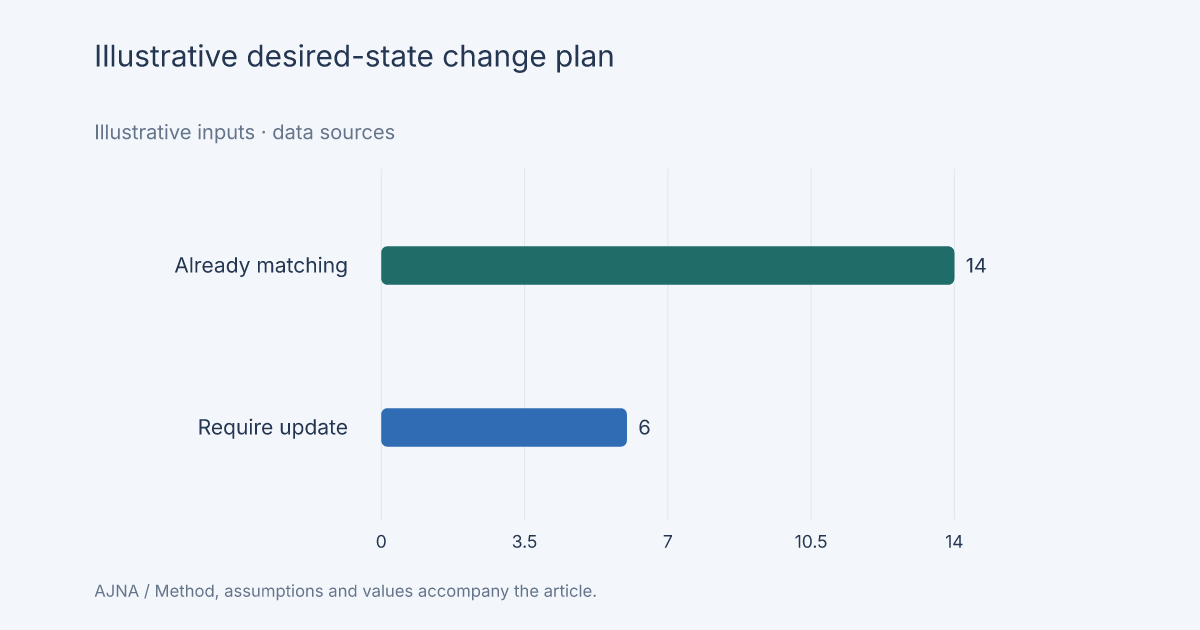 Illustrative desired-state change plan
Illustrative inputs · data sources
Already matching 14
Require update 6
0 3.5 7 10.5 14
AJNA / Method, assumptions and values accompany the article.